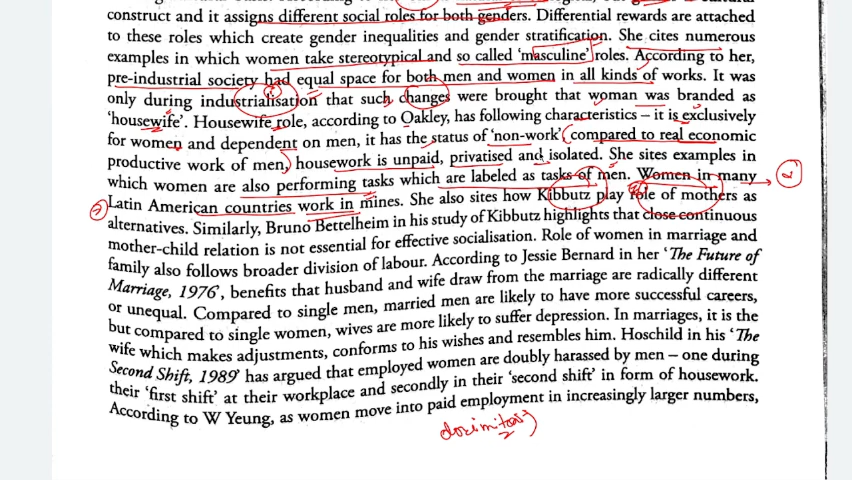 construct and it assigns different social roles for both genders. Differential rewards are attached
to these roles which create gender inequalities and gender stratification. She cites numerous
examples in which women take stereotypical and so called 'masculine' roles. According to her,
pre-industrial society had equal space for both men and women in all kinds of works. It was
only during industrialisation that such changes were brought that woman was branded as
'housewife'. Housewife role, according to Oakley, has following characteristics – it is exclusively
for women and dependent on men, it has the status of 'non-work' compared to real economic
productive work of men, housework is unpaid, privatised and isolated. She sites examples in
which women are also performing tasks which are labeled as tasks of men. Women in many
Latin American countries work in mines. She also sites how Kibbutz play role of mothers as
alternatives. Similarly, Bruno Bettelheim in his study of Kibbutz highlights that close continuous
mother-child relation is not essential for effective socialisation. Role of women in marriage and
family also follows broader division of labour. According to Jessie Bernard in her 'The Future of
Marriage, 1976', benefits that husband and wife draw from the marriage are radically different
or unequal. Compared to single men, married men are likely to have more successful careers,
but compared to single women, wives are more likely to suffer depression. In marriages, it is the
wife which makes adjustments, conforms to his wishes and resembles him. Hoschild in his 'The
Second Shift, 1989' has argued that employed women are doubly harassed by men – one during
their 'first shift' at their workplace and secondly in their 'second shift' in form of housework.
According to W Yeung, as women move into paid employment in increasingly larger numbers,